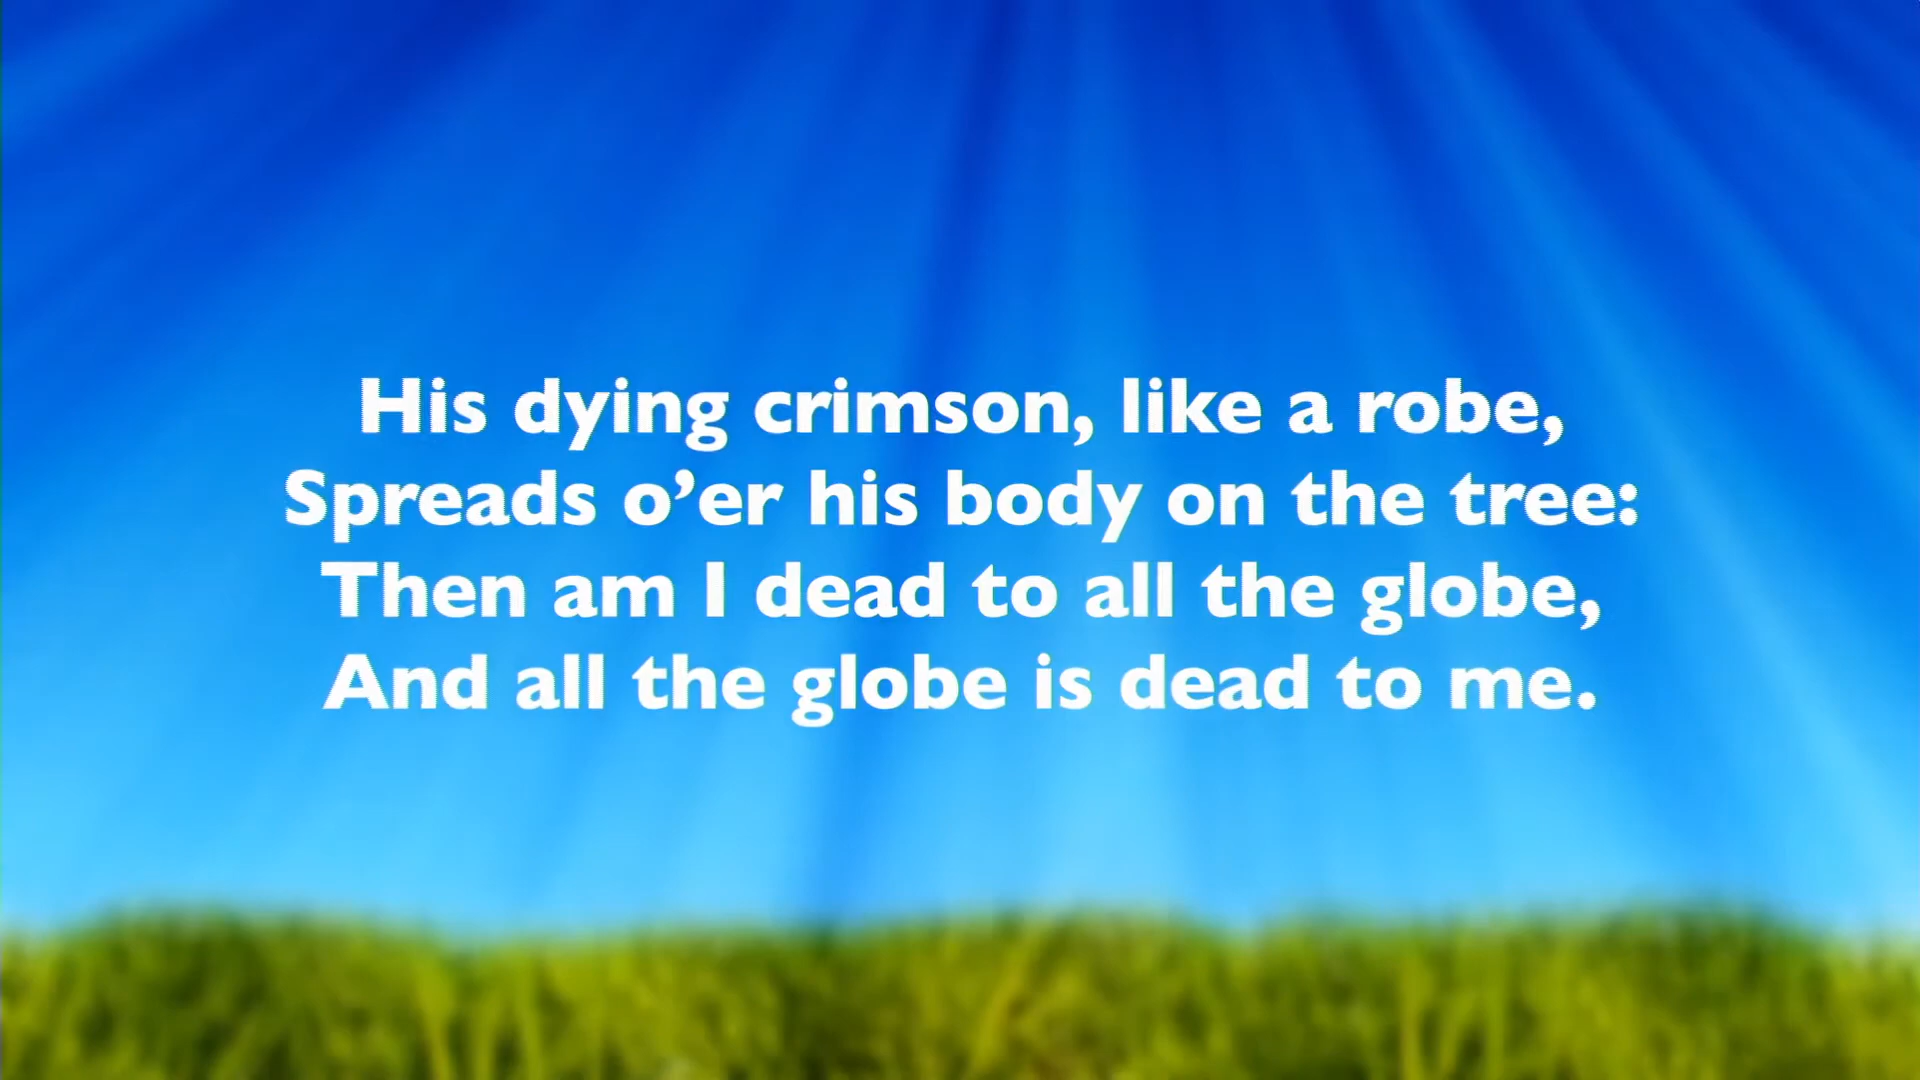 His dying crimson, like a robe,
Spreads o’er his body on the tree:
Then am I dead to all the globe,
And all the globe is dead to me.